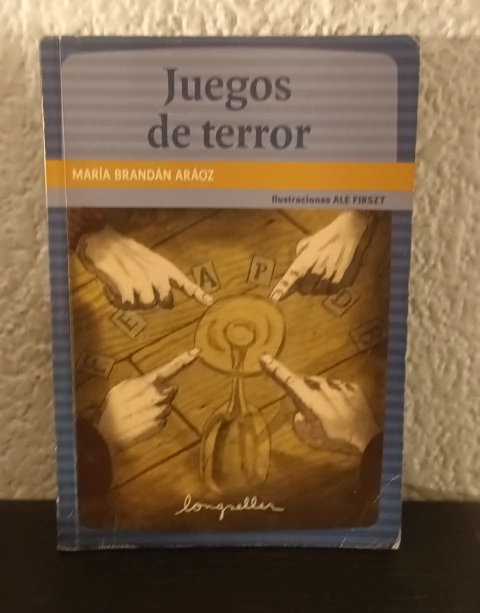 Juegos
de terror
MARÍA BRANDÁN ARÁOZ
Ilustraciones ALE FIRSZT
A P D
E
E
longseller